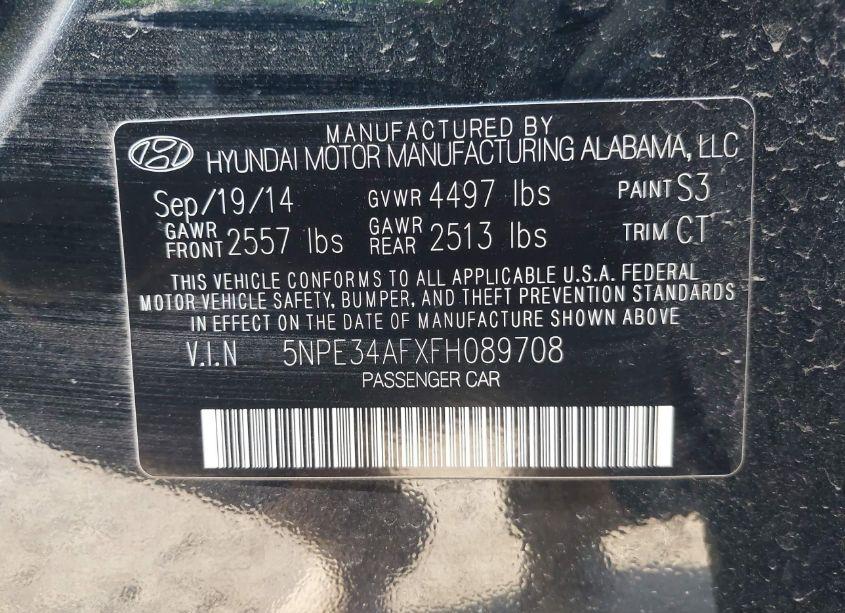 MANUFACTURED BY
HYUNDAI MOTOR MANUFACTURING ALABAMA, LLC
Sep/19/14 GVWR 4497 lbs PAINT S3
GAWR FRONT 2557 lbs GAWR REAR 2513 lbs TRIM CT
THIS VEHICLE CONFORMS TO ALL APPLICABLE U.S.A. FEDERAL
MOTOR VEHICLE SAFETY, BUMPER, AND THEFT PREVENTION STANDARDS
IN EFFECT ON THE DATE OF MANUFACTURE SHOWN ABOVE
V.I.N 5NPE34AFXFH089708
PASSENGER CAR